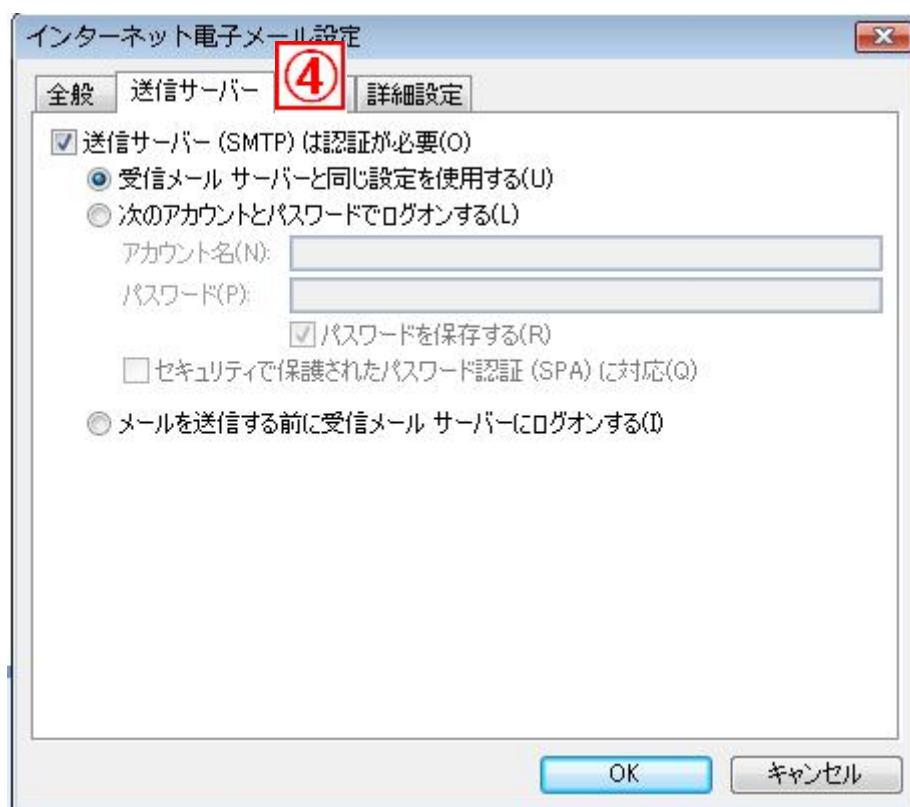 インターネット電子メール設定
全般 送信サーバー ④ 詳細設定
送信サーバー (SMTP) は認証が必要(O)
受信メール サーバーと同じ設定を使用する(U)
次のアカウントとパスワードでログオンする(L)
アカウント名(N):
パスワード(P):
パスワードを保存する(R)
セキュリティで保護されたパスワード認証 (SPA) に対応(Q)
メールを送信する前に受信メール サーバーにログオンする(I)
OK キャンセル